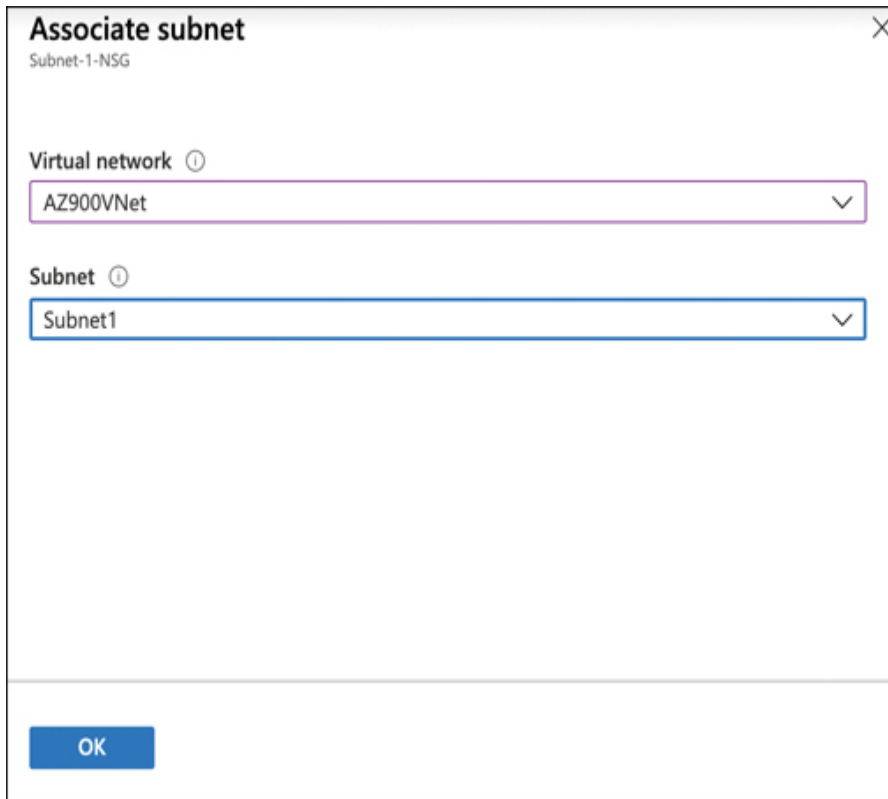 Associate subnet
Subnet-1-NSG
Virtual network
AZ900VNet
Subnet
Subnet1
OK